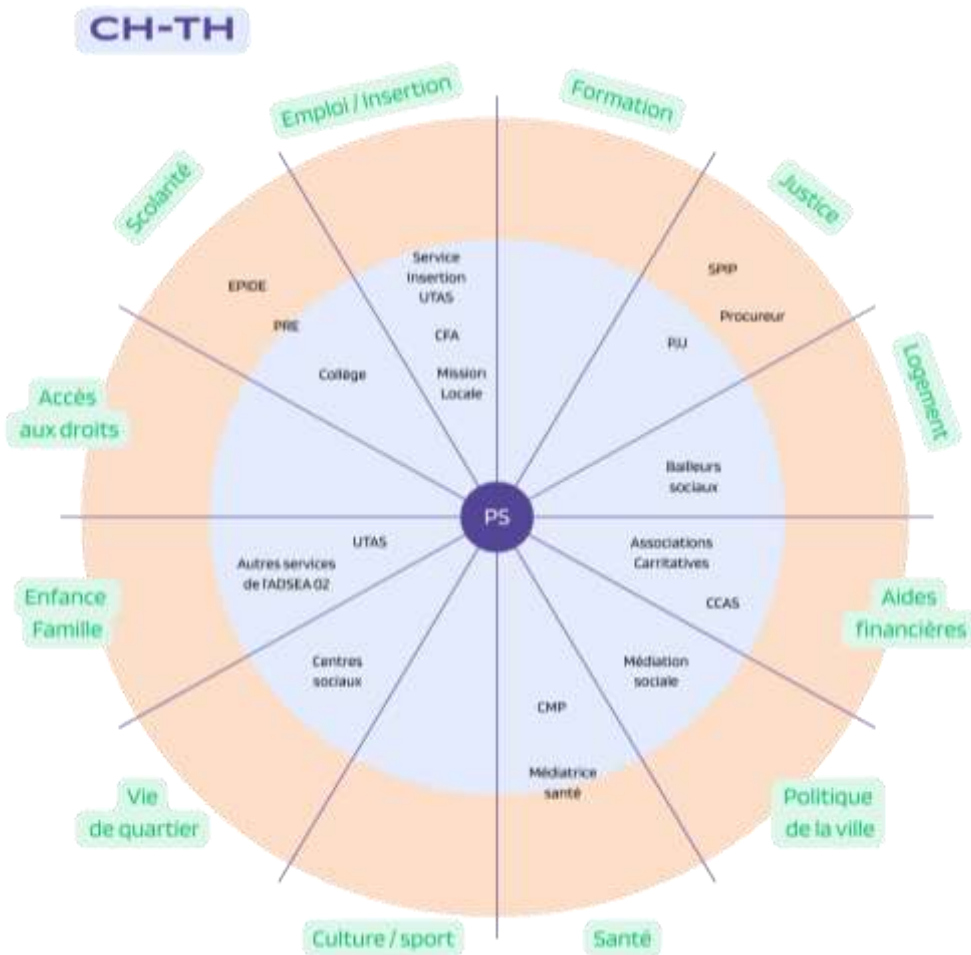 CH-TH
Emploi / Insertion
Formation
Scolarité
Justice
Service
Insertion
UTAS
SPIP
EPIDE
Procureur
PRE
CFA
PJJ
Collège
Mission
Locale
Logement
Accès
aux droits
Bailleurs
sociaux
PS
UTAS
Associations
Carritatives
Autres services
de l'ADSEA 02
CCAS
Enfance
Famille
Aides
financières
Centres
sociaux
Médiation
sociale
CMP
Médiatrice
santé
Vie
de quartier
Politique
de la ville
Culture / sport
Santé